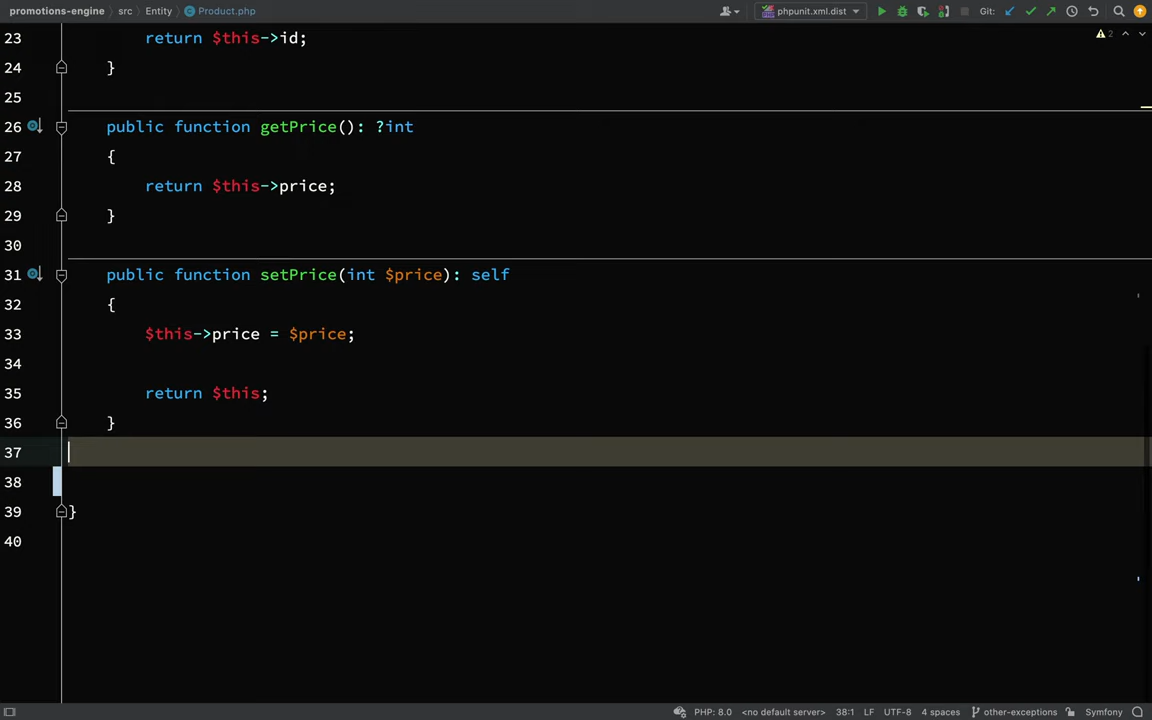 promotions-engine src Entity Product.php phpunit.xml.dist Git:
23 return $this->id;
24 }
25
26 public function getPrice(): ?int
27 {
28 return $this->price;
29 }
30
31 public function setPrice(int $price): self
32 {
33 $this->price = $price;
34
35 return $this;
36 }
37
38
39 }
40
2
PHP: 8.0 <no default server> 38:1 LF UTF-8 4 spaces other-exceptions Symfony